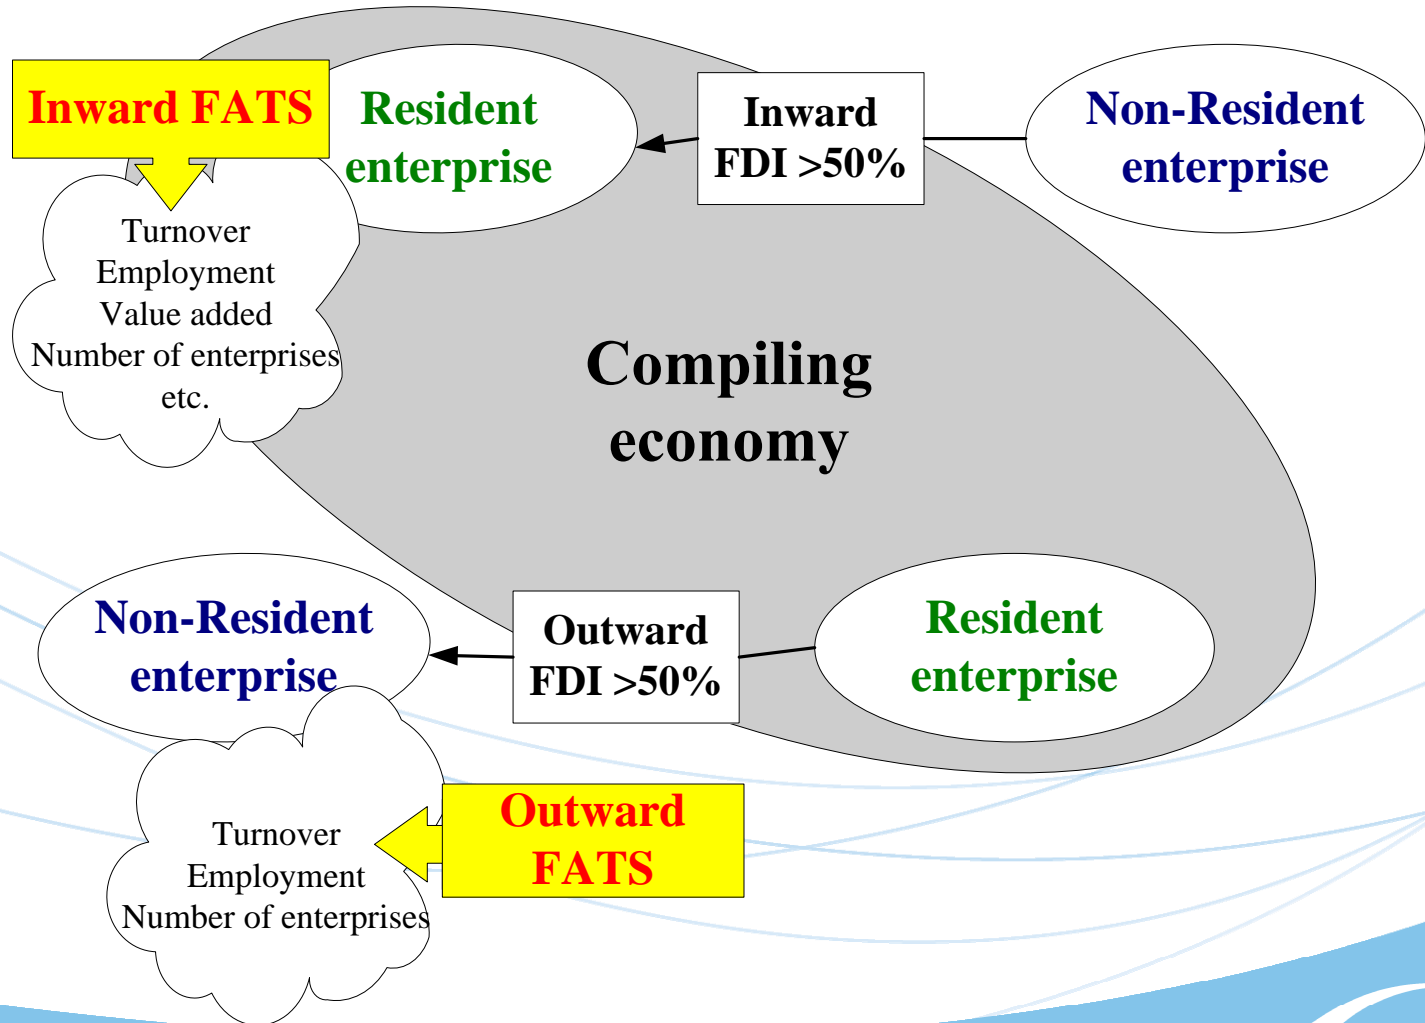 Inward FATS
Resident
enterprise
Inward
FDI >50%
Non-Resident
enterprise
Turnover
Employment
Value added
Number of enterprises
etc.
Compiling
economy
Non-Resident
enterprise
Outward
FDI >50%
Resident
enterprise
Turnover
Employment
Number of enterprises
Outward
FATS